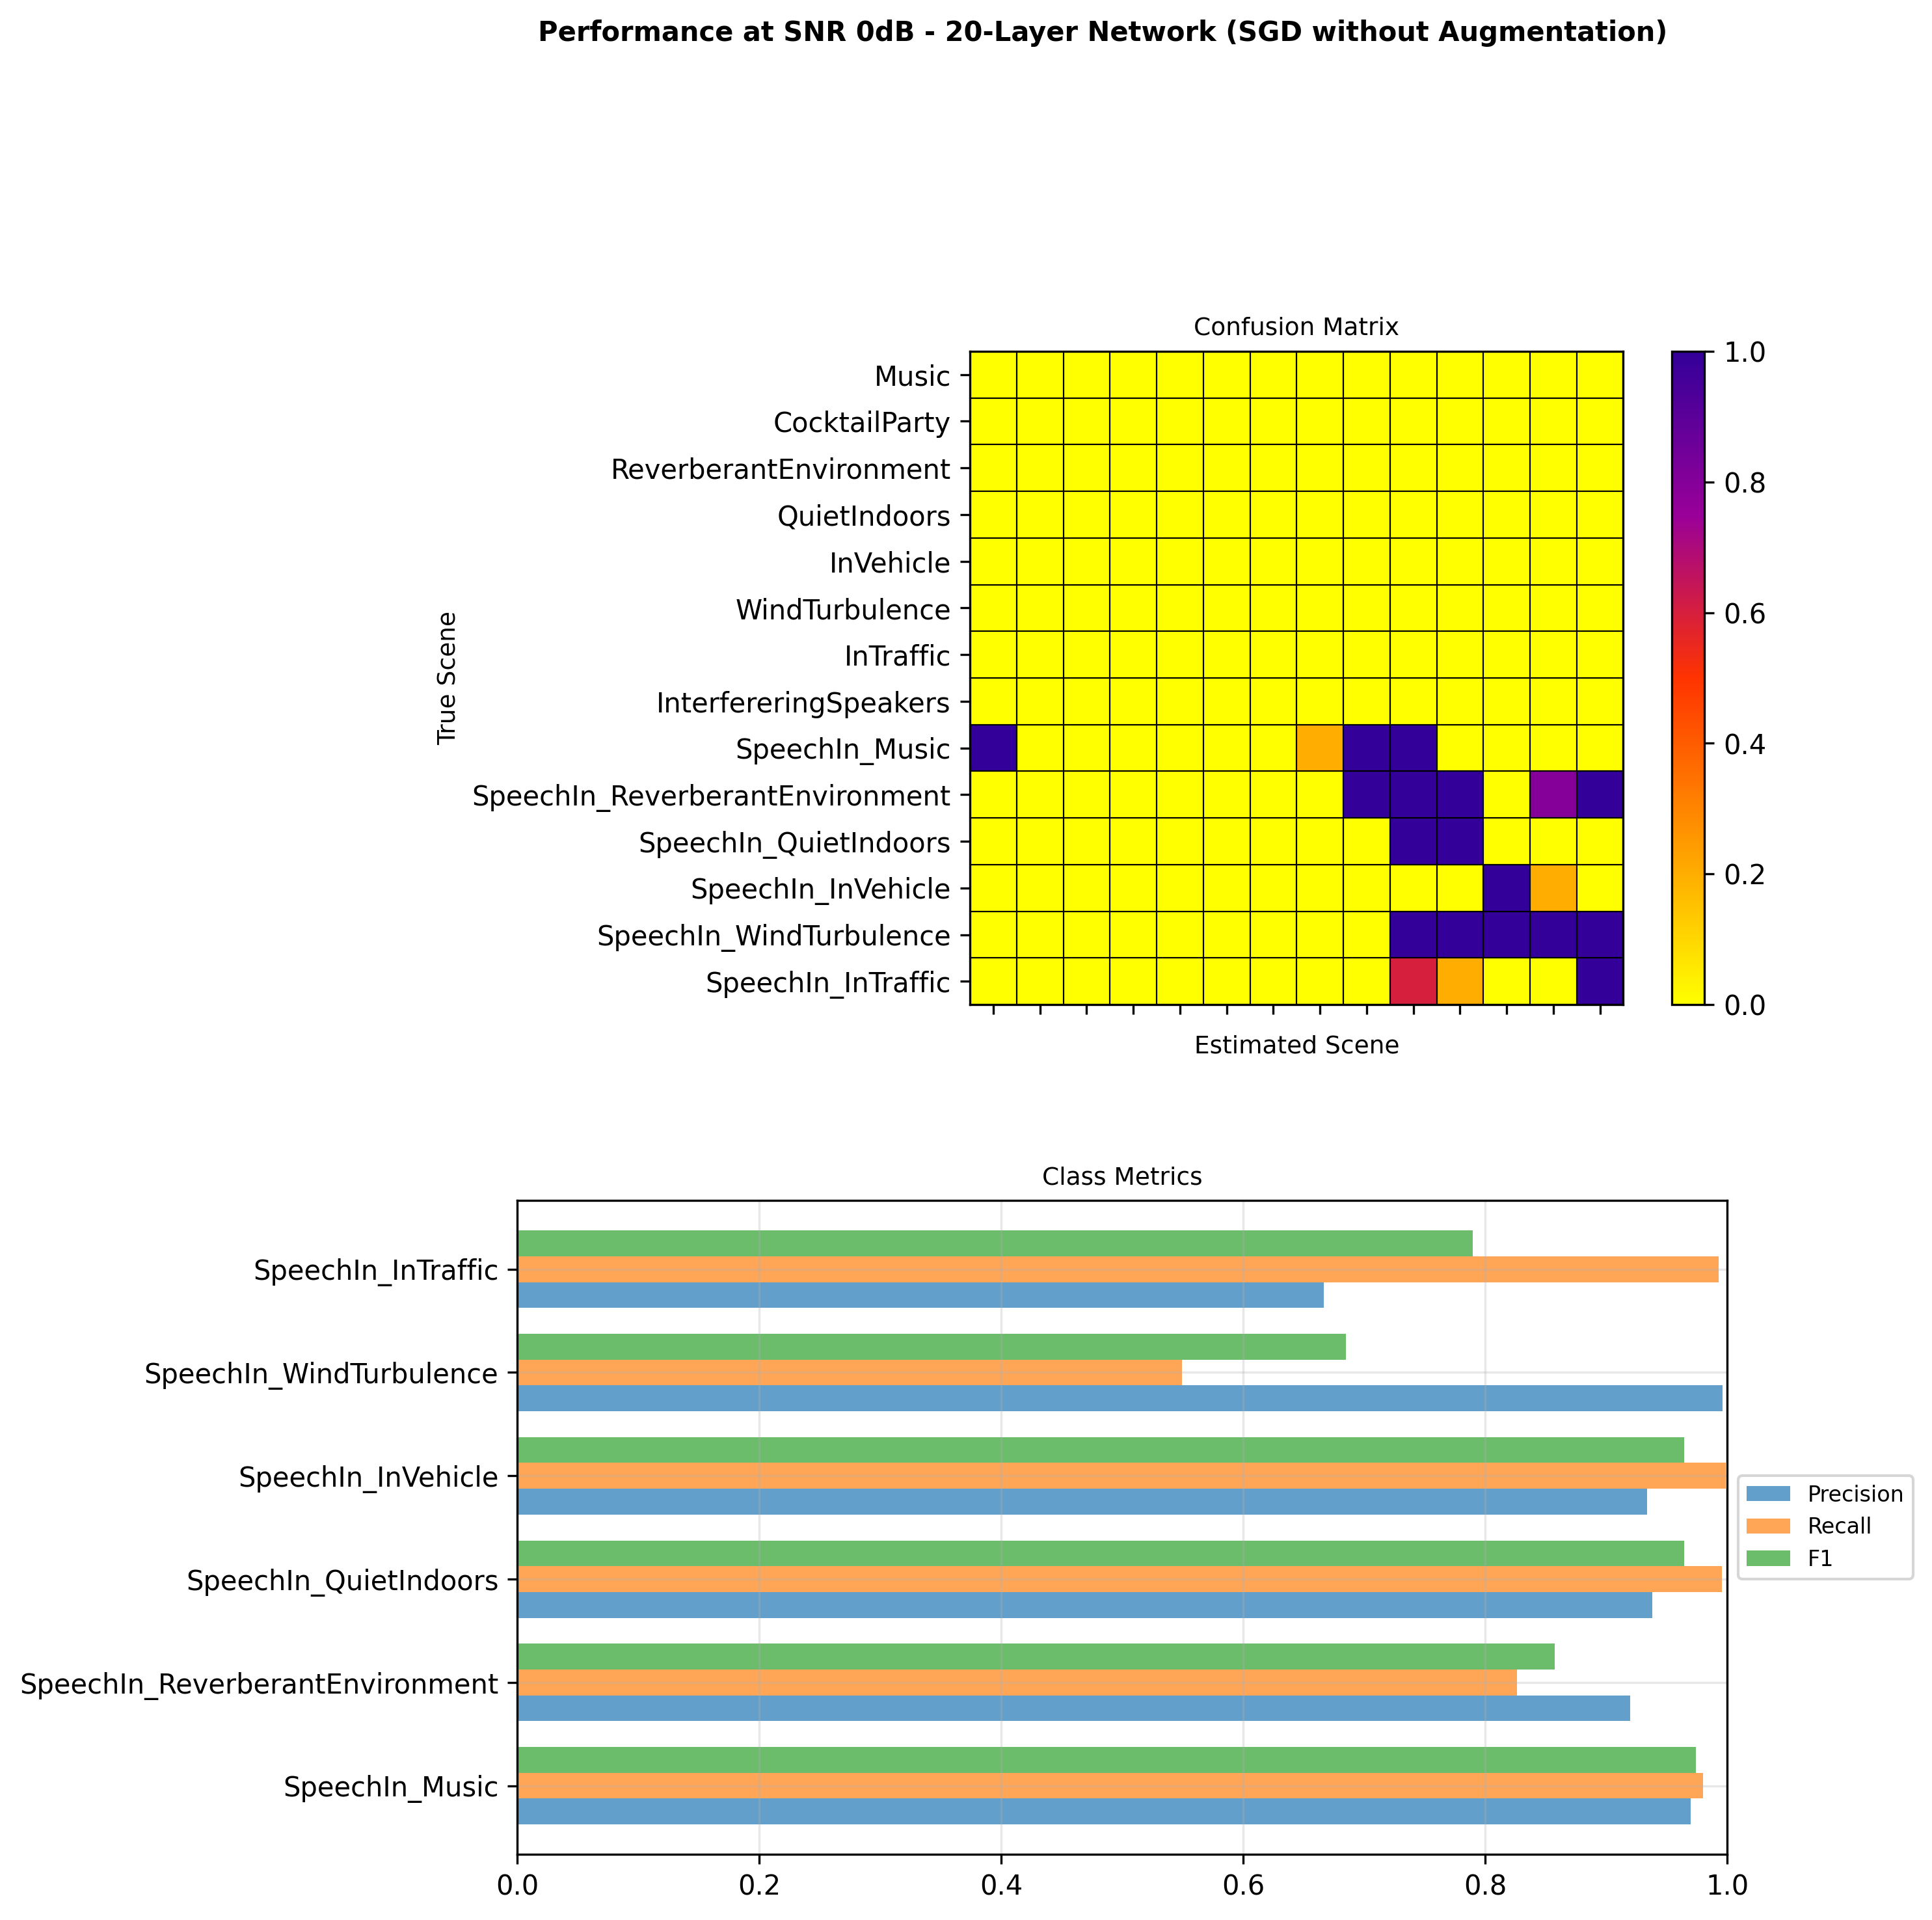 Performance at SNR 0dB - 20-Layer Network (SGD without Augmentation)
Confusion Matrix
True Scene
Music
CocktailParty
ReverberantEnvironment
QuietIndoors
InVehicle
WindTurbulence
InTraffic
InterfereringSpeakers
SpeechIn_Music
SpeechIn_ReverberantEnvironment
SpeechIn_QuietIndoors
SpeechIn_InVehicle
SpeechIn_WindTurbulence
SpeechIn_InTraffic
Estimated Scene
1.0
0.8
0.6
0.4
0.2
0.0
Class Metrics
SpeechIn_InTraffic
SpeechIn_WindTurbulence
SpeechIn_InVehicle
SpeechIn_QuietIndoors
SpeechIn_ReverberantEnvironment
SpeechIn_Music
0.0 0.2 0.4 0.6 0.8 1.0
Precision
Recall
F1